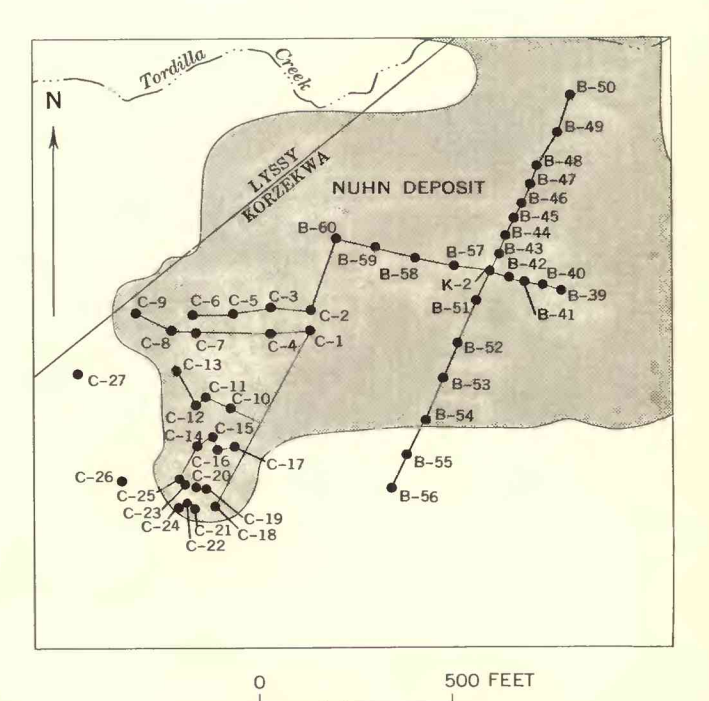 Tordilla Creek
N
B-50
B-49
B-48
LYSSY
B-47
KORZEKWA
NUHN DEPOSIT
B-46
B-45
B-60
B-44
B-43
B-59
B-57
B-58
B-42
B-40
K-2
B-39
C-9
C-6
C-5
C-3
B-51
B-41
C-2
C-8
C-7
C-4
C-1
B-52
C-13
C-27
C-11
B-53
C-10
C-12
B-54
C-14
C-15
C-16
C-17
B-55
C-20
C-26
C-25
B-56
C-23
C-19
C-24
C-21
C-18
C-22
0
500 FEET